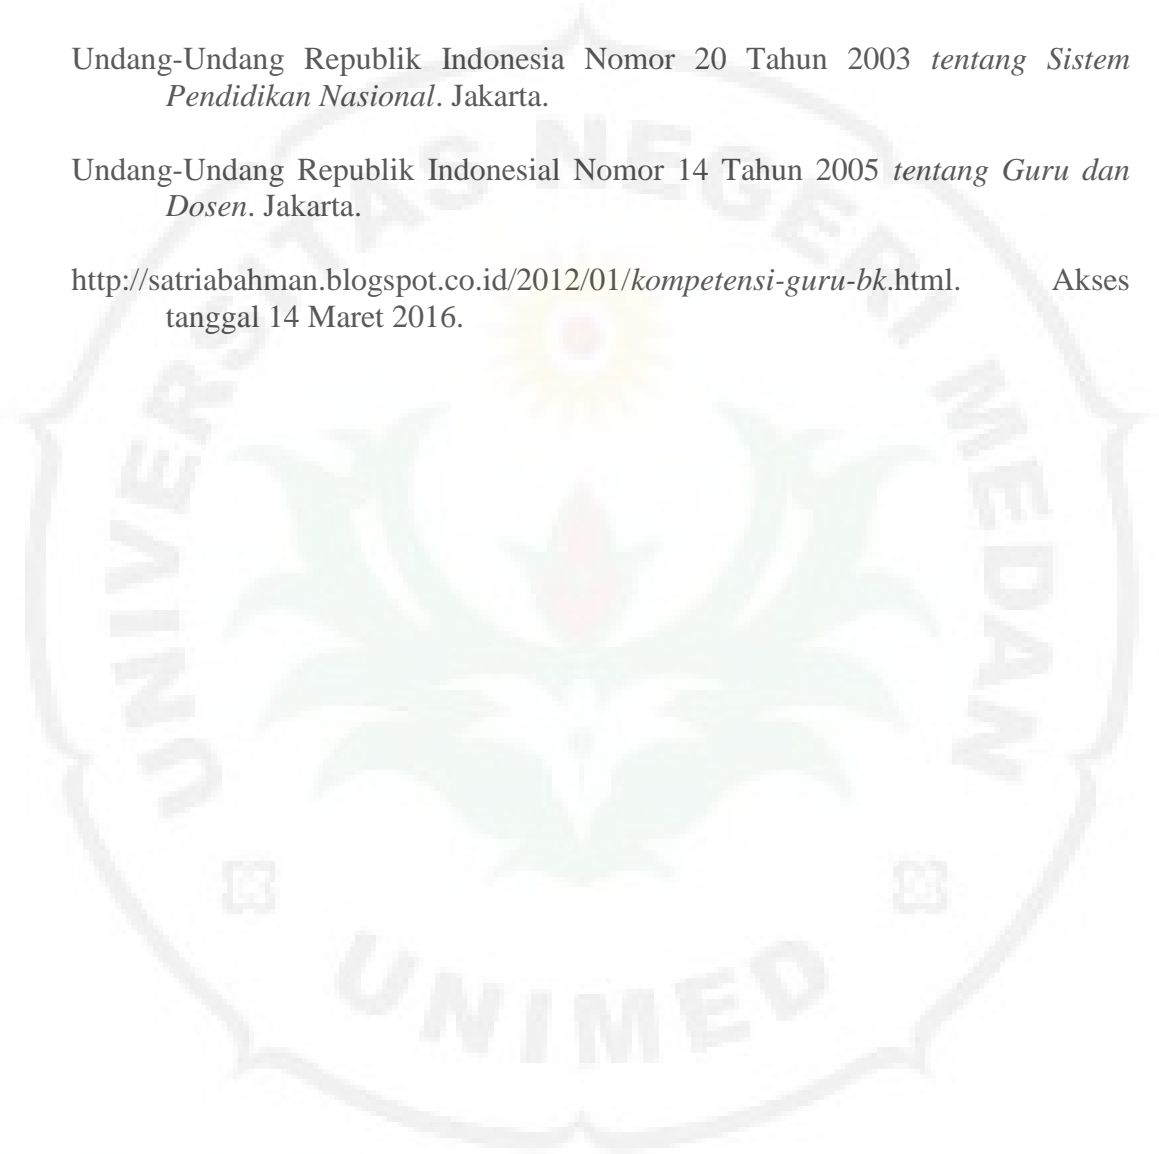 Undang-Undang Republik Indonesia Nomor 20 Tahun 2003 tentang Sistem
Pendidikan Nasional. Jakarta.
Undang-Undang Republik Indonesial Nomor 14 Tahun 2005 tentang Guru dan
Dosen. Jakarta.
http://satriabahman.blogspot.co.id/2012/01/kompetensi-guru-bk.html. Akses
tanggal 14 Maret 2016.
UNIVERSITAS NEGERI MEDAN
UNIMED